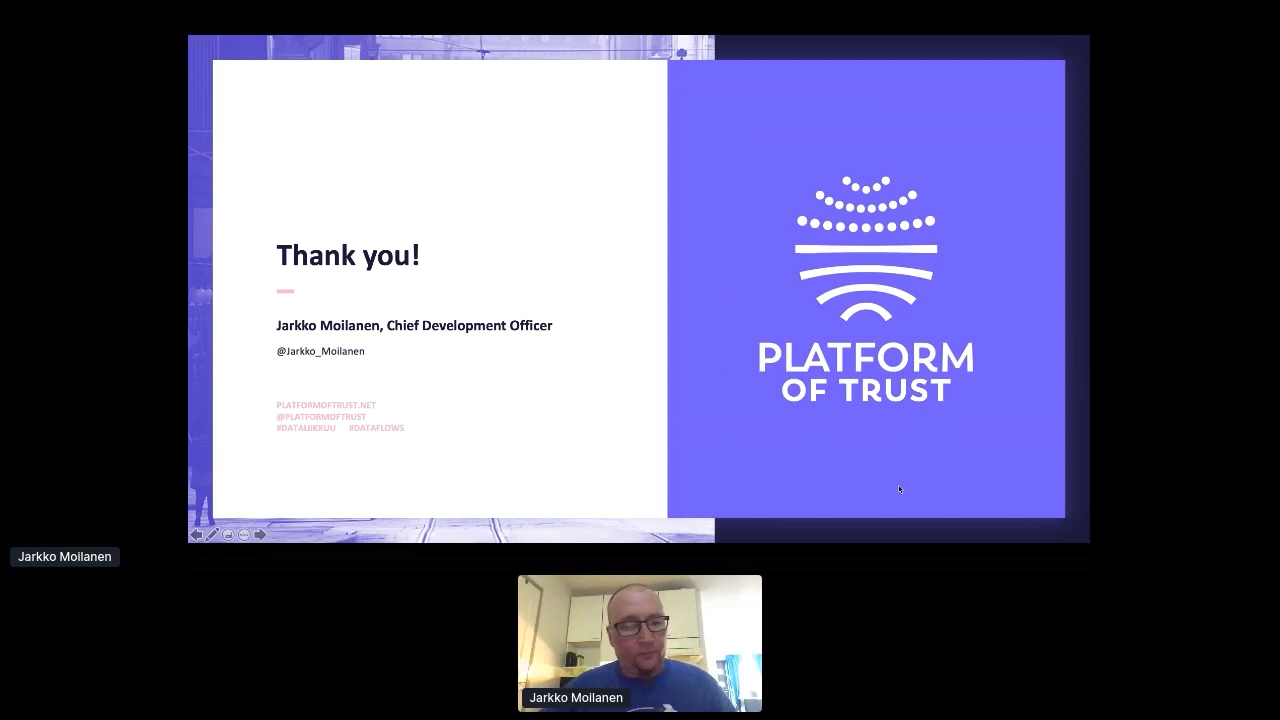 Thank you!
Jarkko Moilanen, Chief Development Officer
@Jarkko_Moilanen
PLATFORMOFTRUST.NET
@PLATFORMOFTRUST
#DATALIIKKUU #DATAFLOWS
PLATFORM
OF TRUST
Jarkko Moilanen
Jarkko Moilanen